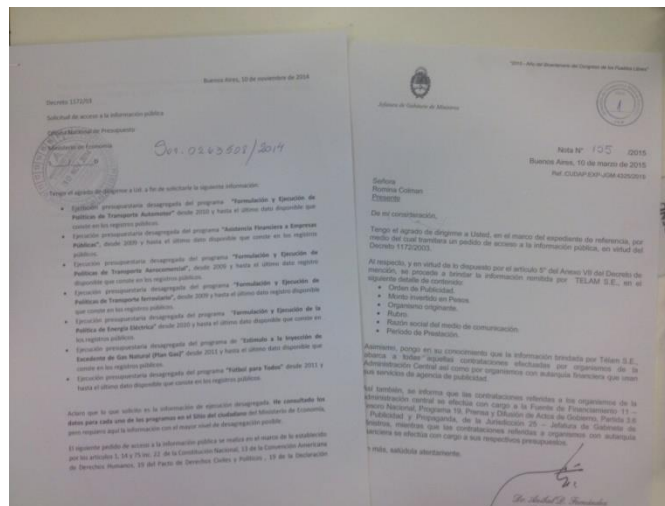 Buenos Aires, 10 de noviembre de 2014
Decreto 1172/03
Solicitud de acceso a la información pública
Oficina Nacional de Presupuesto
Ministerio de Economía
Tengo el agrado de dirigirme a Ud. a fin de solicitarle la siguiente información:
• Ejecución presupuestaria desagregada del programa "Formulación y Ejecución de
Políticas de Transporte Automotor" desde 2010 y hasta el último dato disponible que
conste en los registros públicos.
• Ejecución presupuestaria desagregada del programa "Asistencia Financiera a Empresas
Públicas", desde 2009 y hasta el último dato disponible que conste en los registros
públicos.
• Ejecución presupuestaria desagregada del programa "Formulación y Ejecución de
Políticas de Transporte Aerocomercial", desde 2009 y hasta el último dato registro
disponible que conste en los registros públicos.
• Ejecución presupuestaria desagregada del programa "Formulación y Ejecución de
Políticas de Transporte ferroviario", desde 2009 y hasta el último dato registro disponible
que conste en los registros públicos.
• Ejecución presupuestaria desagregada del programa "Formulación y Ejecución de la
Política de Energía Eléctrica" desde 2010 y hasta el último dato disponible que conste en
los registros públicos.
• Ejecución presupuestaria desagregada del programa de "Estímulo a la Inyección de
Excedente de Gas Natural (Plan Gas)" desde 2011 y hasta el último dato disponible que
conste en los registros públicos.
• Ejecución presupuestaria desagregada del programa "Fútbol para Todos" desde 2011 y
hasta el último dato disponible que conste en los registros públicos
Aclaro que lo que solicito es la información de ejecución desagregada. He consultado los
datos para cada uno de los programas en el Sitio del ciudadano del Ministerio de Economía,
pero requiero aquí la información con el mayor nivel de desagregación posible.
El siguiente pedido de acceso a la información pública se realiza en el marco de lo establecido
por los artículos 1, 14 y 75 inc. 22 de la Constitución Nacional, 13 de la Convención Americana
de Derechos Humanos, 19 del Pacto de Derechos Civiles y Políticos , 19 de la Declaración
"2015 - Año del Bicentenario del Congreso de los Pueblos Libres"
Jefatura de Gabinete de Ministros
Nota N° 105 /2015
Buenos Aires, 10 de marzo de 2015
Ref.
Señora
Romina Colman
Presente
De mi consideración,
Tengo el agrado de dirigirme a Usted, en el marco del expediente de referencia, por
medio del cual tramitara un pedido de acceso a la información pública, en virtud del
Decreto 1172/2003.
Al respecto, y en virtud de lo dispuesto por el artículo 5° del Anexo VII del Decreto de
mención, se procede a brindar la información remitida por TELAM S.E., en el
siguiente detalle de contenido:
• Orden de Publicidad.
• Monto invertido en Pesos.
• Organismo originante.
• Rubro.
• Razón social del medio de comunicación.
• Período de Prestación.
Asimismo, pongo en su conocimiento que la información brindada por Télam S.E.,
abarca a todas aquellas contrataciones efectuadas por organismos de la
Administración Central así como por organismos con autarquía financiera que usen
sus servicios de agencia de publicidad.
Así también, se informa que las contrataciones referidas a los organismos de la
administración central se efectúa con cargo a la Fuente de Financiamiento 11 –
Tesoro Nacional, Programa 19, Prensa y Difusión de Actos de Gobierno, Partida 3.6
Publicidad y Propaganda, de la Jurisdicción 25 – Jefatura de Gabinete de
Ministros, mientras que las contrataciones referidas a organismos con autarquía
financiera se efectúa con cargo a sus respectivos presupuestos.
más, salúdola atentamente.
Dr. Aníbal D. Fernández